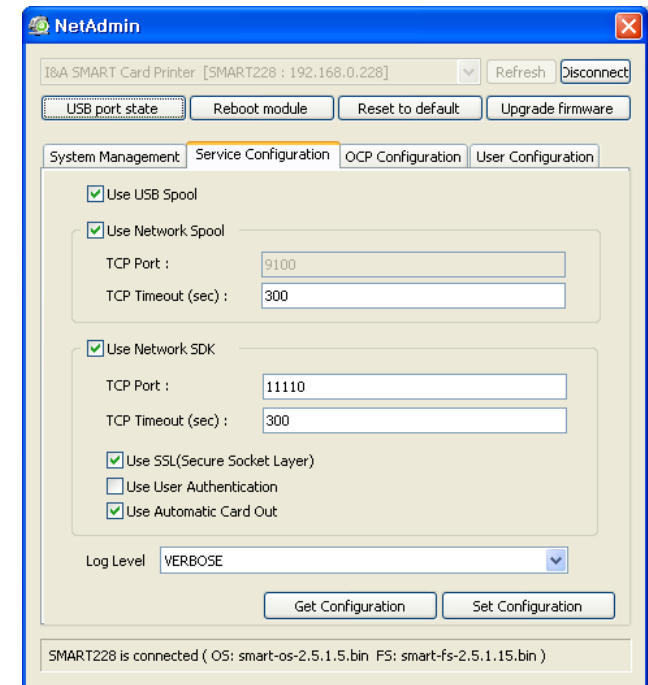 NetAdmin
I&A SMART Card Printer [SMART228 : 192.168.0.228] Refresh Disconnect
USB port state Reboot module Reset to default Upgrade firmware
System Management Service Configuration OCP Configuration User Configuration
Use USB Spool
Use Network Spool
TCP Port : 9100
TCP Timeout (sec) : 300
Use Network SDK
TCP Port : 11110
TCP Timeout (sec) : 300
Use SSL(Secure Socket Layer)
Use User Authentication
Use Automatic Card Out
Log Level VERBOSE
Get Configuration Set Configuration
SMART228 is connected ( OS: smart-os-2.5.1.5.bin FS: smart-fs-2.5.1.15.bin )